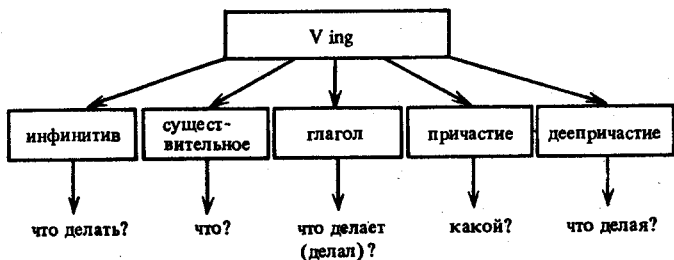 V ing
инфинитив
сущест-
вительное
глагол
причастие
деепричастие
что делать?
что?
что делает
(делал)?
какой?
что делая?